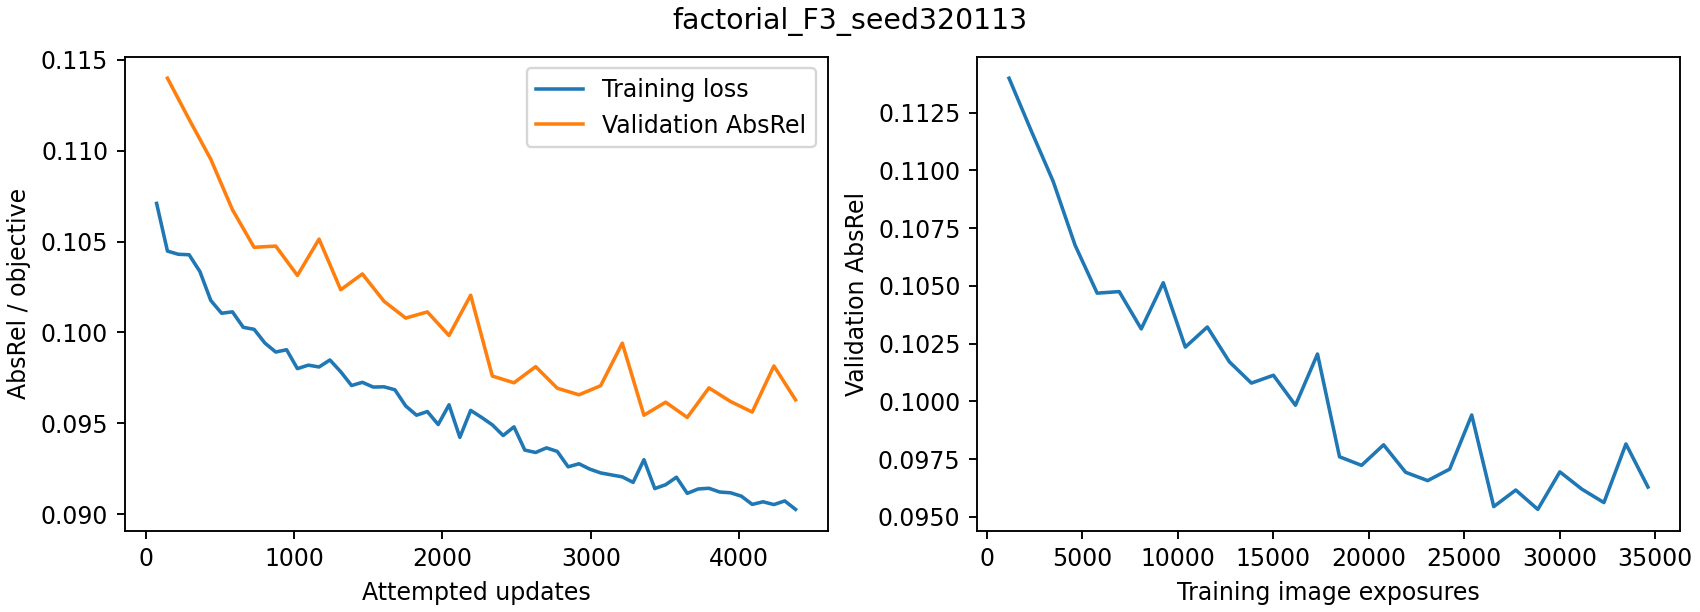 factorial_F3_seed320113
0.115
0.110
0.105
0.100
0.095
0.090
AbsRel / objective
Training loss
Validation AbsRel
0 1000 2000 3000 4000
Attempted updates
0.1125
0.1100
0.1075
0.1050
0.1025
0.1000
0.0975
0.0950
Validation AbsRel
0 5000 10000 15000 20000 25000 30000 35000
Training image exposures